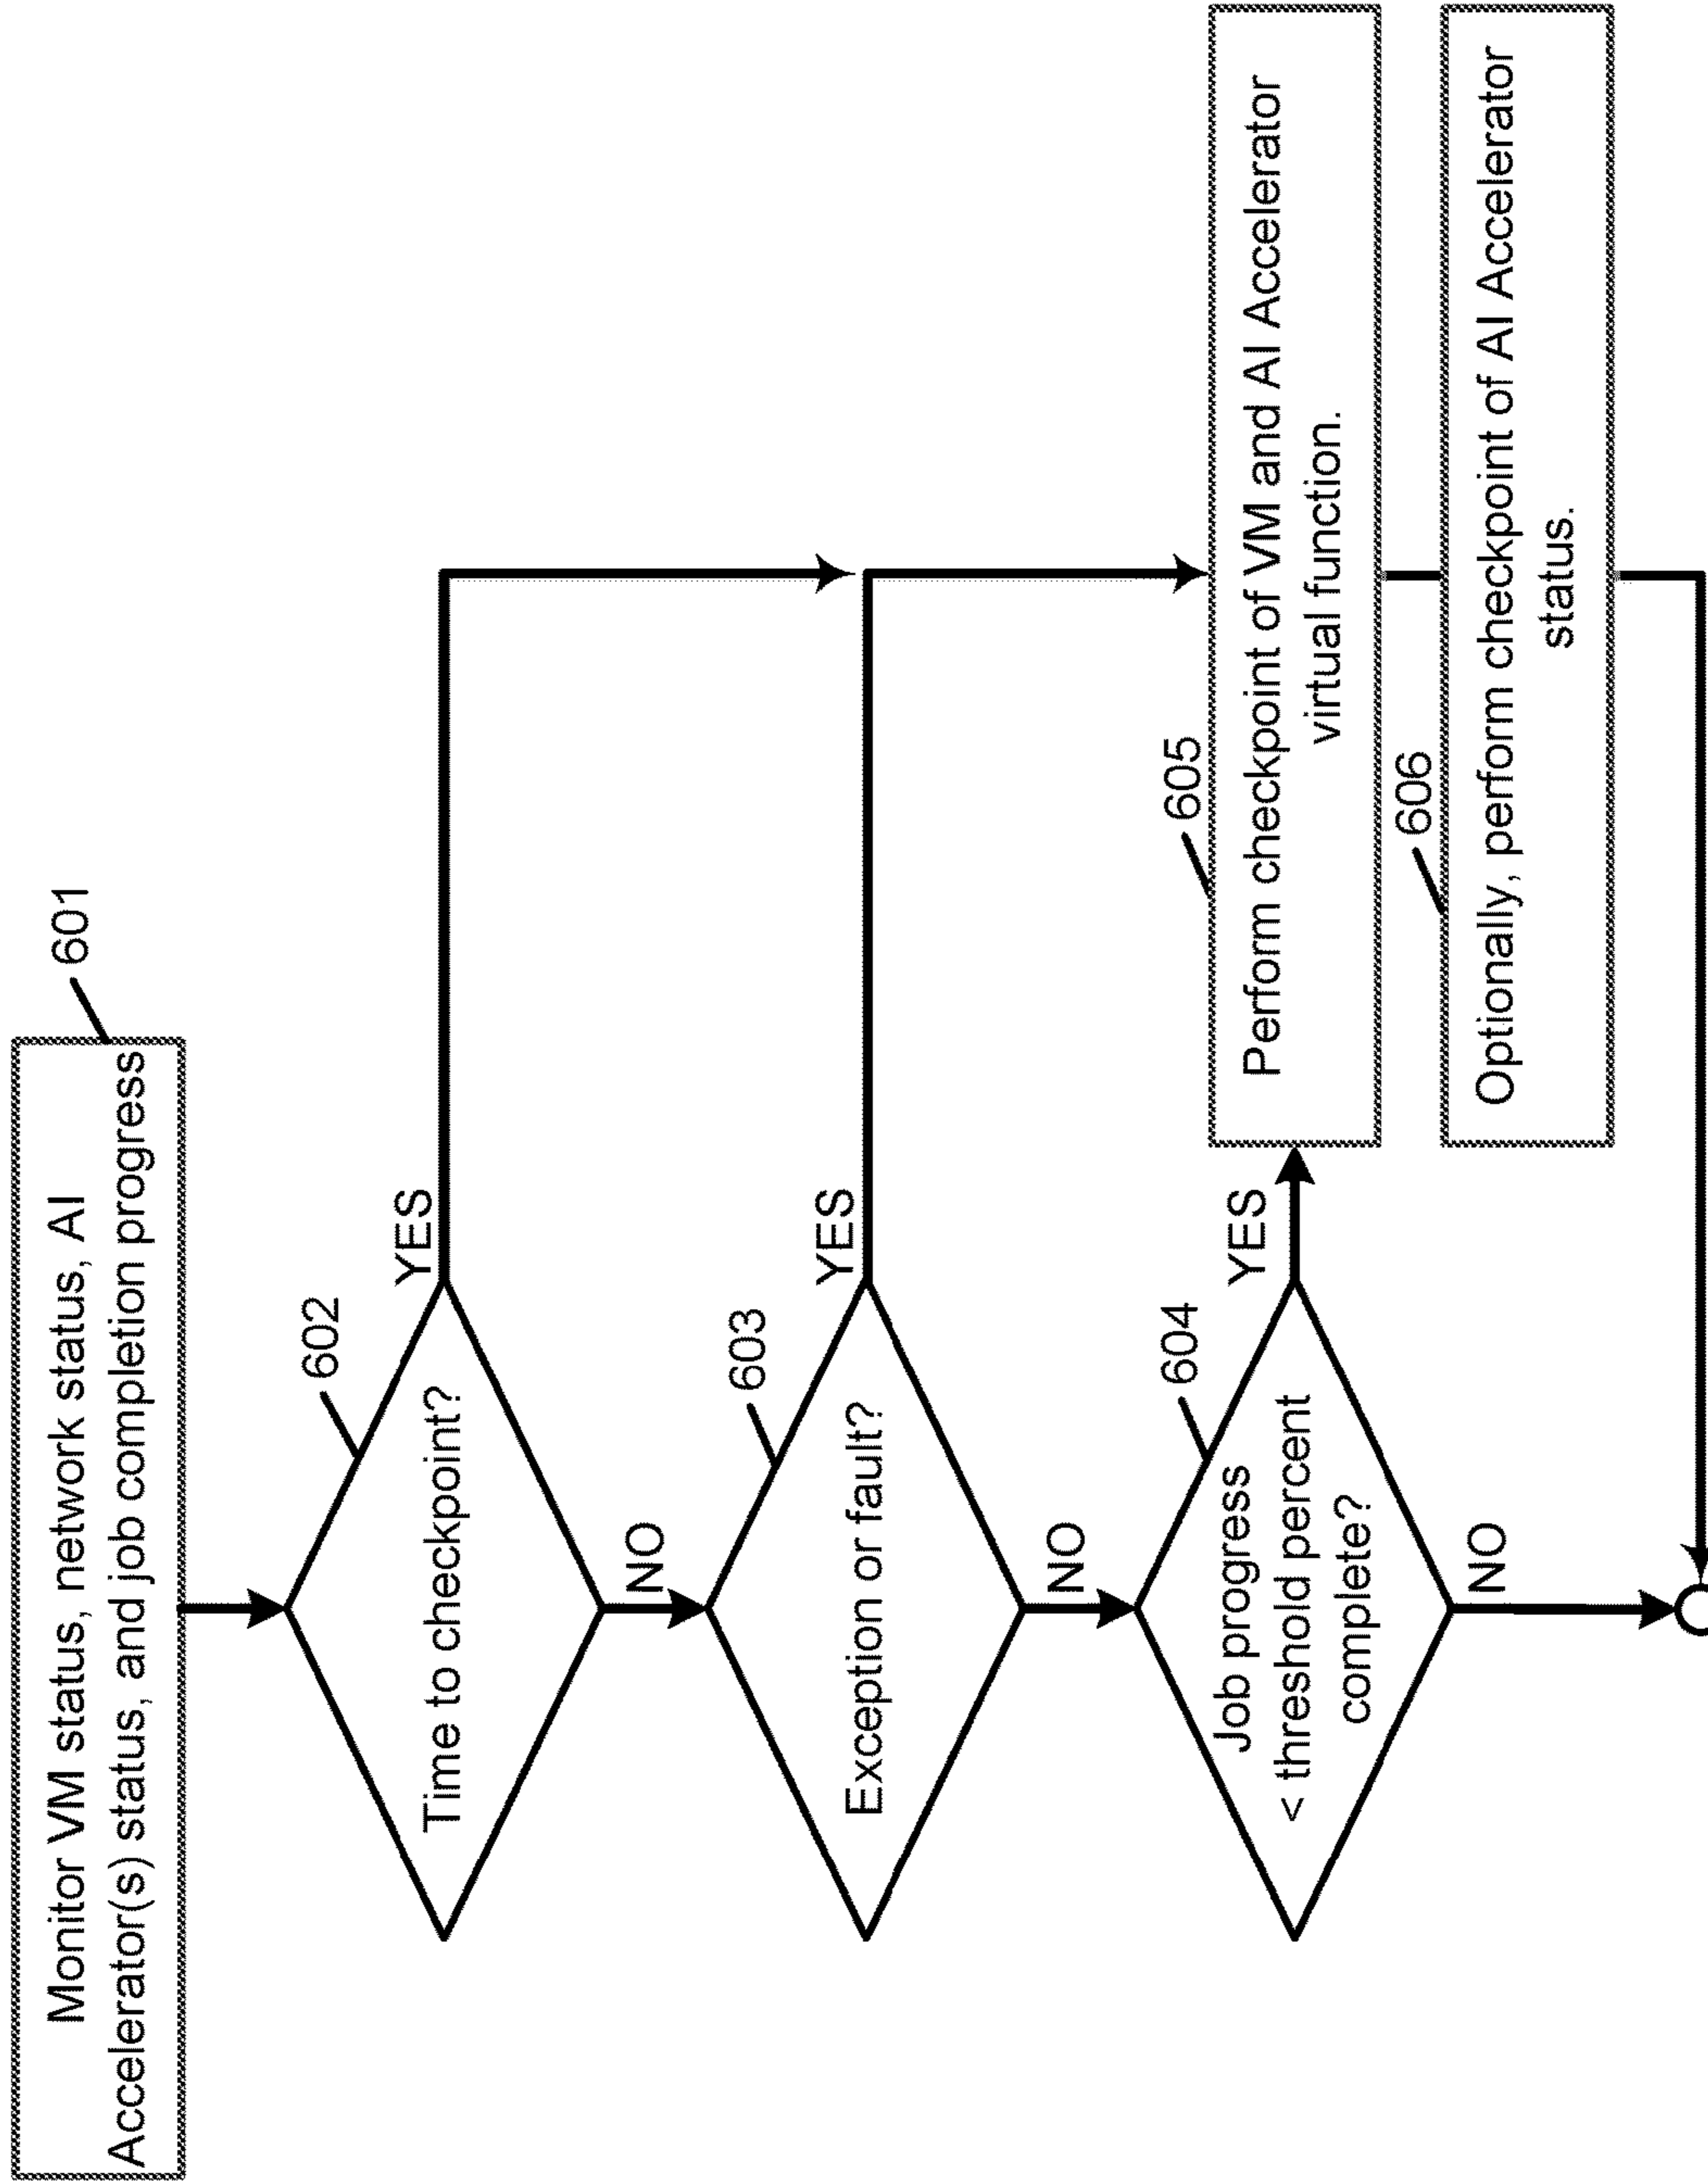 Monitor VM status, network status, AI
Accelerator(s) status, and job completion progress
601
602
Time to checkpoint?
YES
NO
603
Exception or fault?
YES
NO
604
Job progress
< threshold percent
complete?
YES
NO
605
Perform checkpoint of VM and AI Accelerator
virtual function.
606
Optionally, perform checkpoint of AI Accelerator
status.